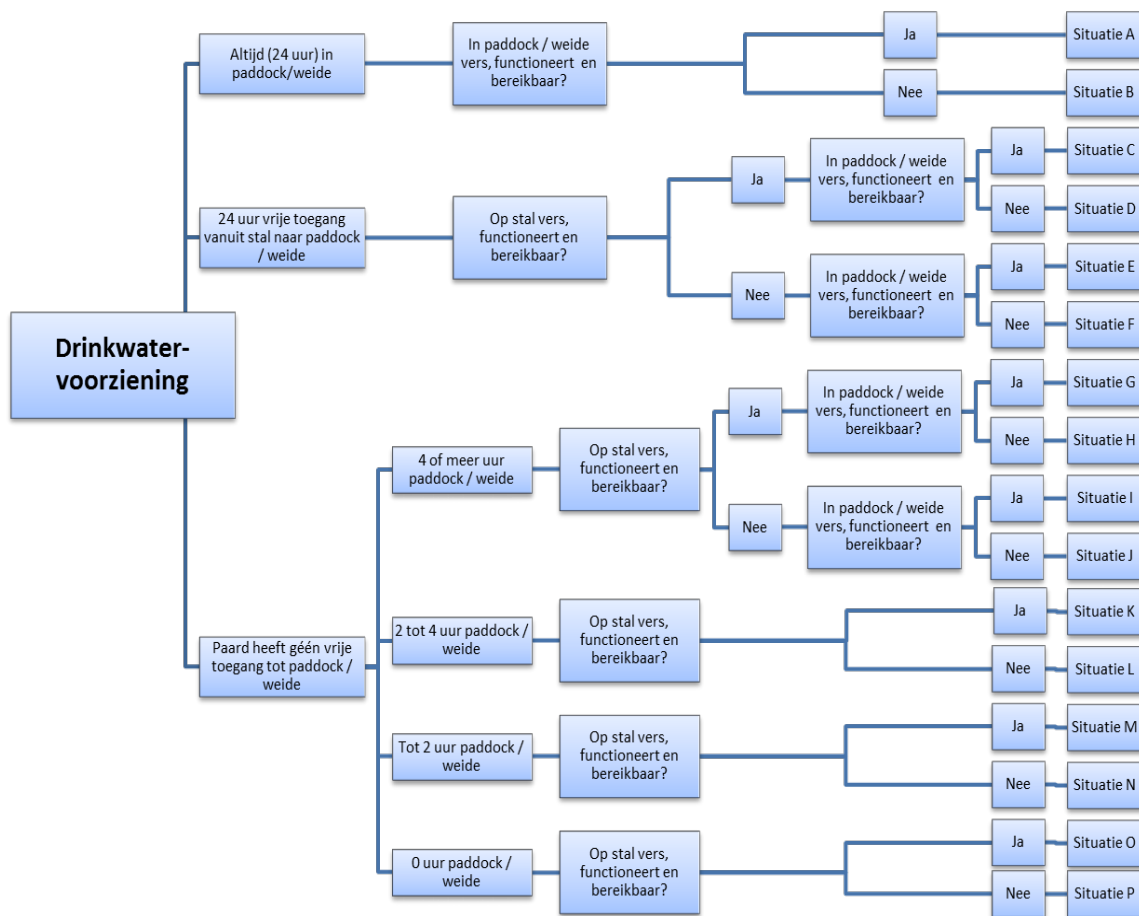 Drinkwater-
voorziening
Altijd (24 uur) in
paddock/weide
In paddock / weide
vers, functioneert en
bereikbaar?
Ja
Situatie A
Nee
Situatie B
24 uur vrije toegang
vanuit stal naar paddock
/ weide
Op stal vers,
functioneert en
bereikbaar?
Ja
In paddock / weide
vers, functioneert en
bereikbaar?
Ja
Situatie C
Nee
Situatie D
Nee
In paddock / weide
vers, functioneert en
bereikbaar?
Ja
Situatie E
Nee
Situatie F
Paard heeft géén vrije
toegang tot paddock /
weide
4 of meer uur
paddock / weide
Op stal vers,
functioneert en
bereikbaar?
Ja
In paddock / weide
vers, functioneert en
bereikbaar?
Ja
Situatie G
Nee
Situatie H
Nee
In paddock / weide
vers, functioneert en
bereikbaar?
Ja
Situatie I
Nee
Situatie J
2 tot 4 uur paddock /
weide
Op stal vers,
functioneert en
bereikbaar?
Ja
Situatie K
Nee
Situatie L
Tot 2 uur paddock /
weide
Op stal vers,
functioneert en
bereikbaar?
Ja
Situatie M
Nee
Situatie N
0 uur paddock /
weide
Op stal vers,
functioneert en
bereikbaar?
Ja
Situatie O
Nee
Situatie P